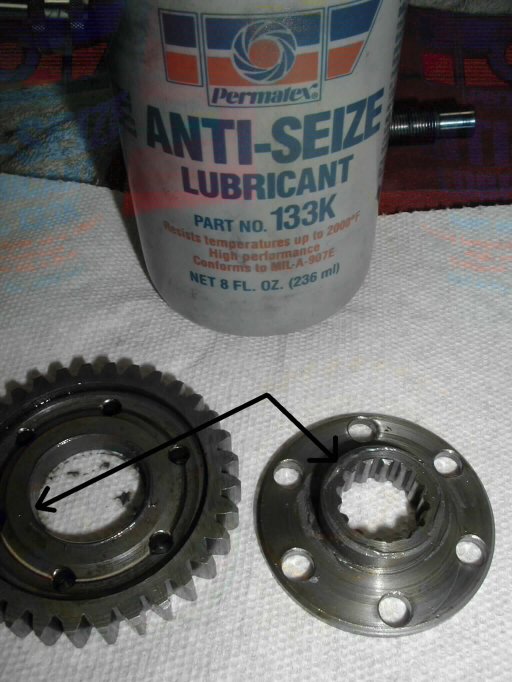 Permatex®
ANTI-SEIZE
LUBRICANT
PART NO. 133K
Resists temperatures up to 2000°F
High performance
Conforms to MIL-A-907E
NET 8 FL. OZ. (236 ml)